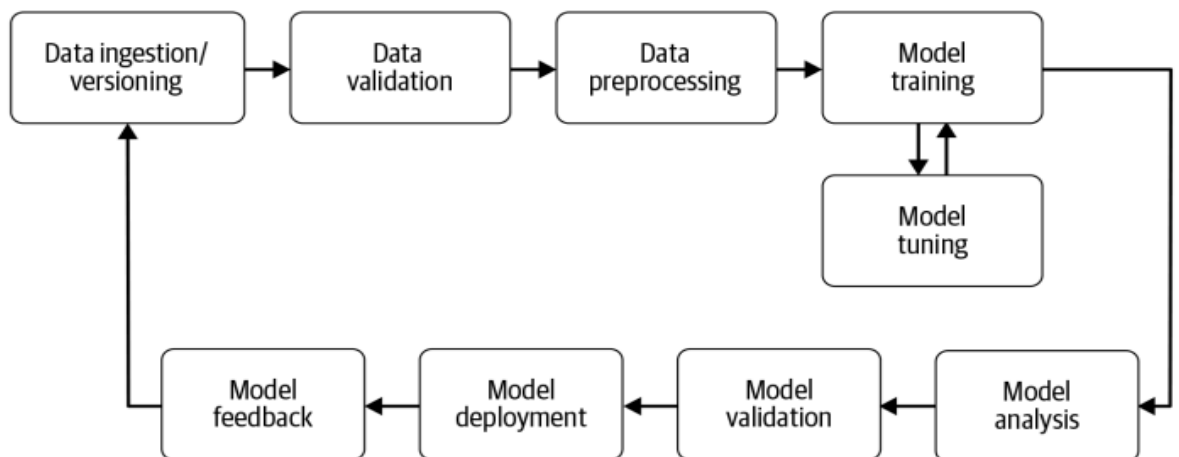 Data ingestion/
versioning
Data
validation
Data
preprocessing
Model
training
Model
tuning
Model
feedback
Model
deployment
Model
validation
Model
analysis